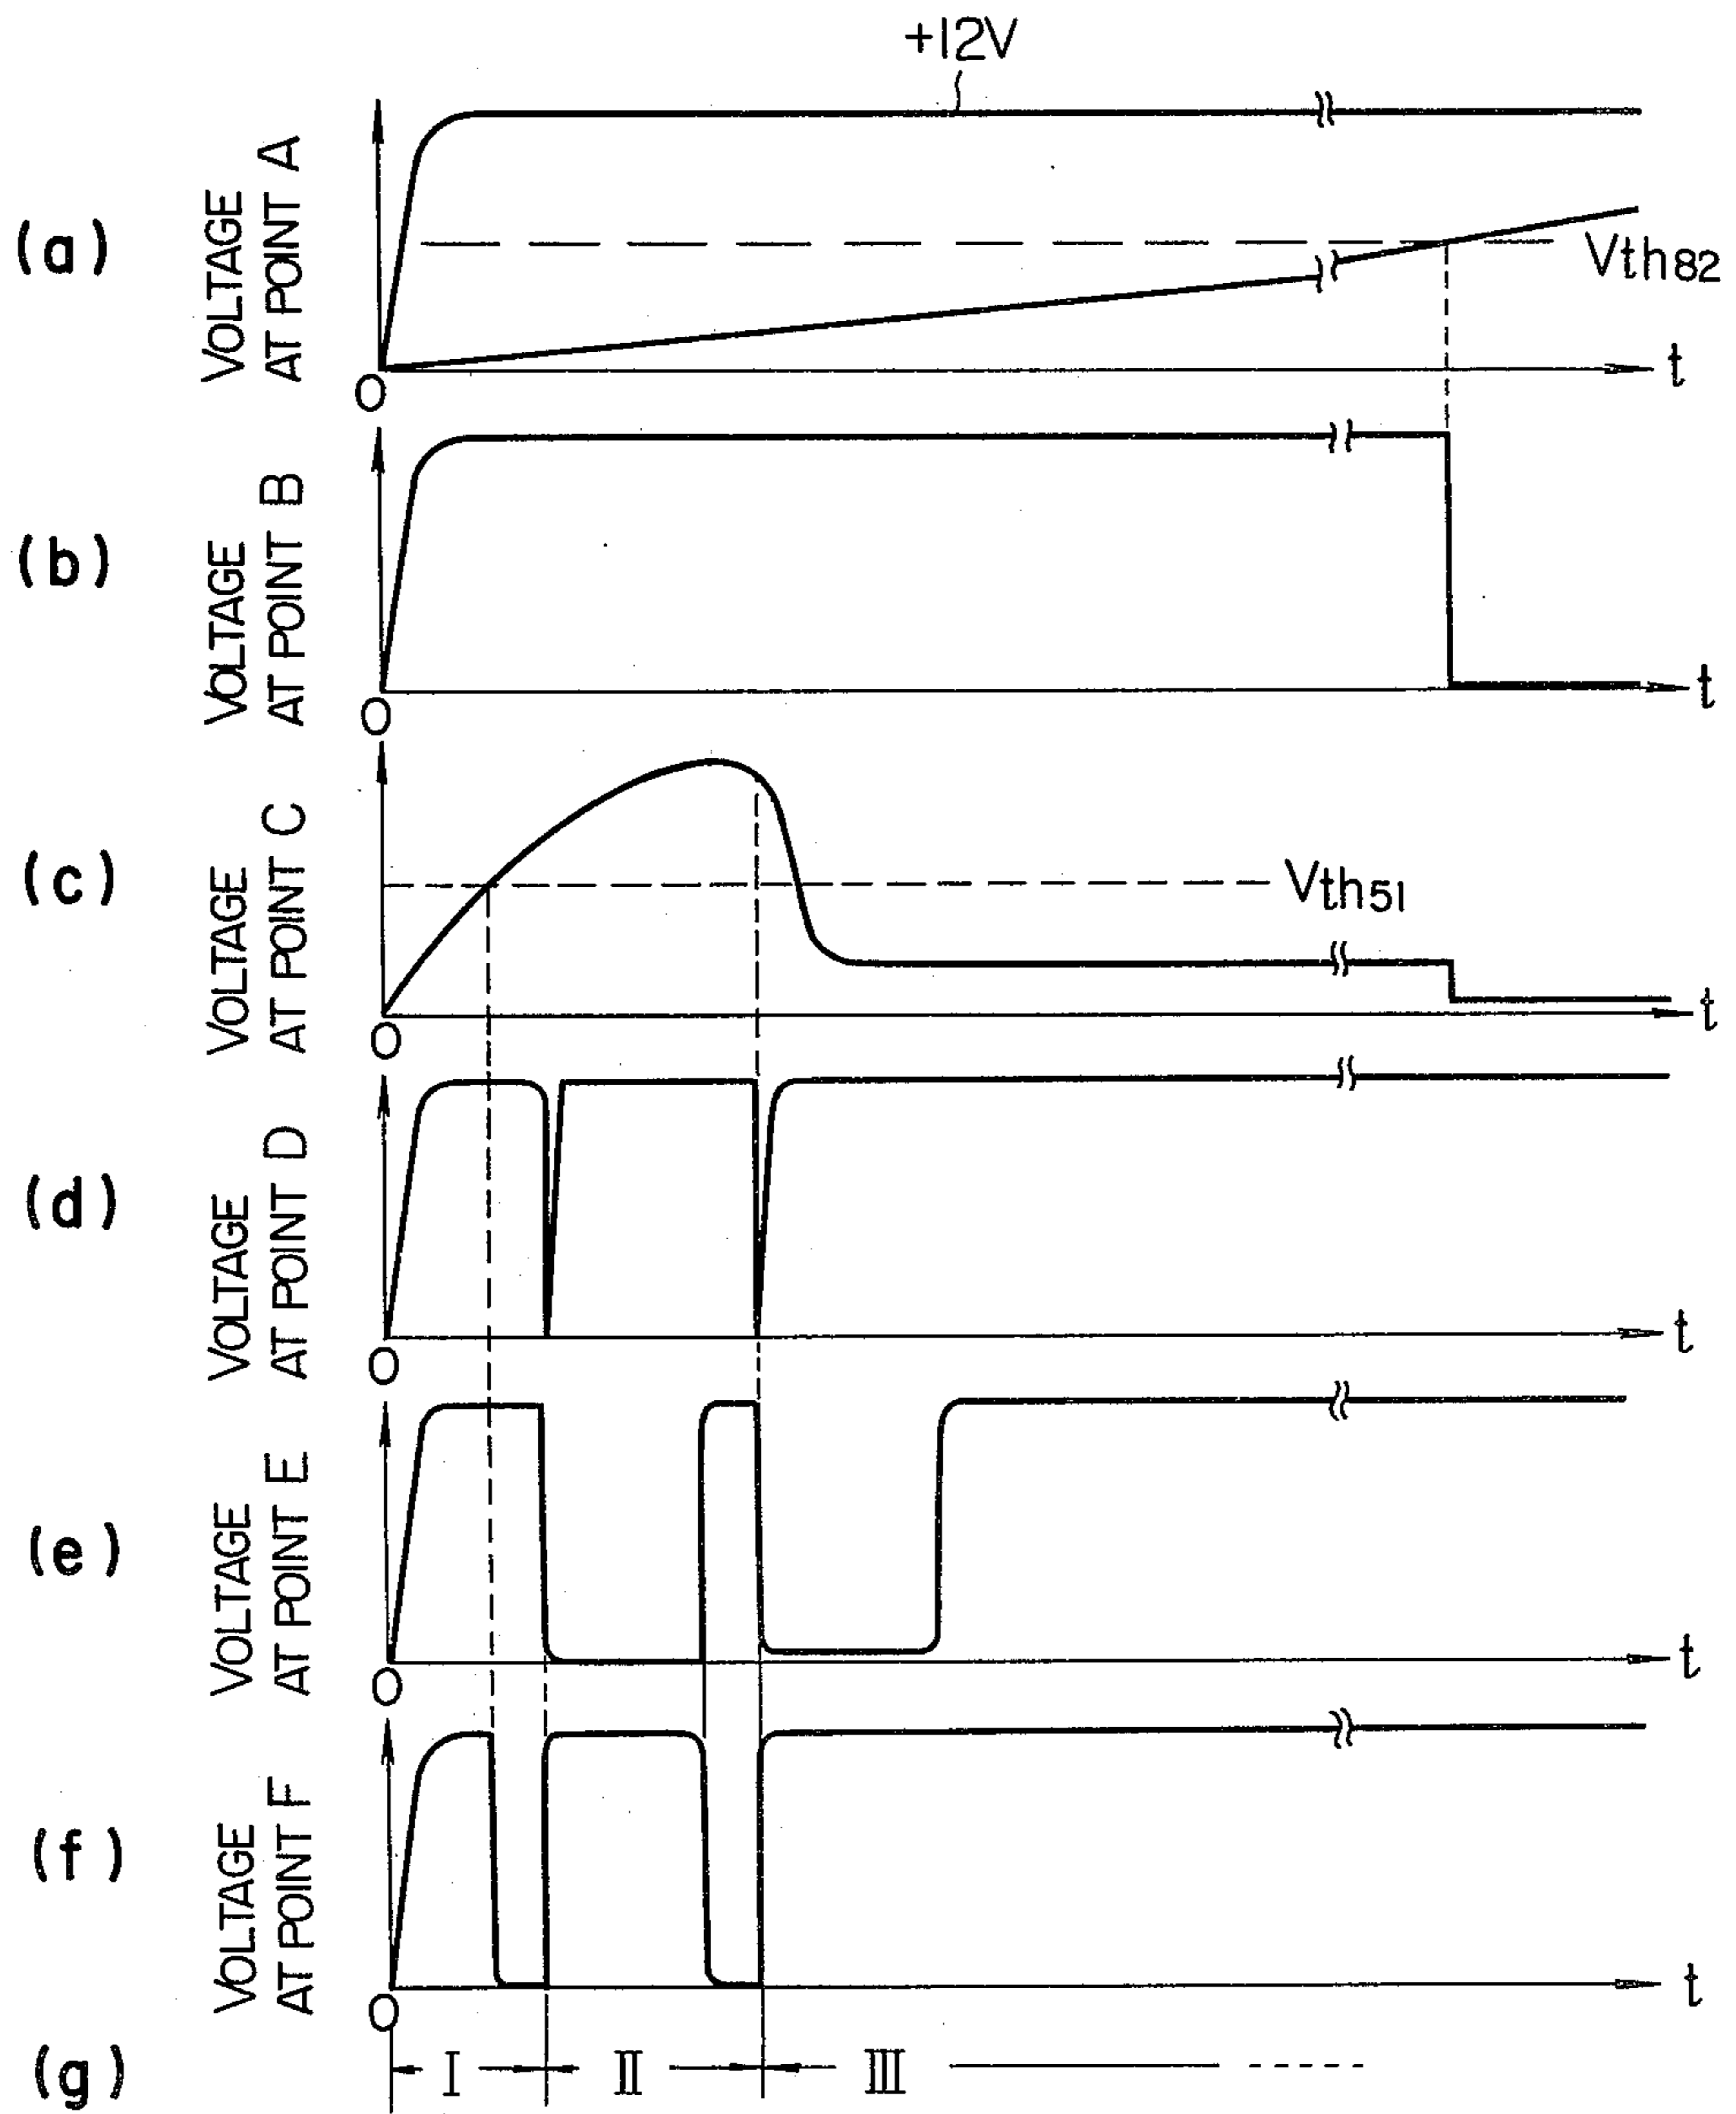 +12V
(a)
VOLTAGE
AT POINT A
Vth82
O
t
(b)
VOLTAGE
AT POINT B
O
t
(c)
VOLTAGE
AT POINT C
Vth51
O
t
(d)
VOLTAGE
AT POINT D
O
t
(e)
VOLTAGE
AT POINT E
O
t
(f)
VOLTAGE
AT POINT F
O
t
(g)
I
II
III